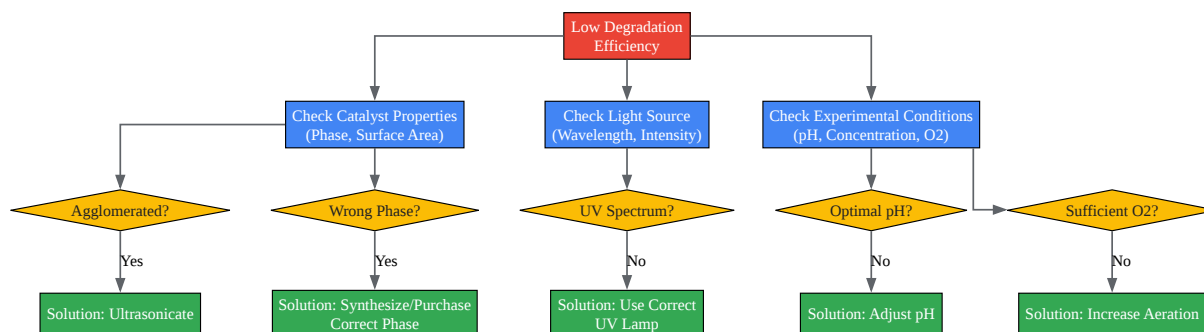 Low Degradation
Efficiency
Check Catalyst Properties
(Phase, Surface Area)
Check Light Source
(Wavelength, Intensity)
Check Experimental Conditions
(pH, Concentration, O2)
Agglomerated?
Wrong Phase?
UV Spectrum?
Optimal pH?
Sufficient O2?
Yes
Yes
No
No
No
Solution: Ultrasonicate
Solution: Synthesize/Purchase
Correct Phase
Solution: Use Correct
UV Lamp
Solution: Adjust pH
Solution: Increase Aeration